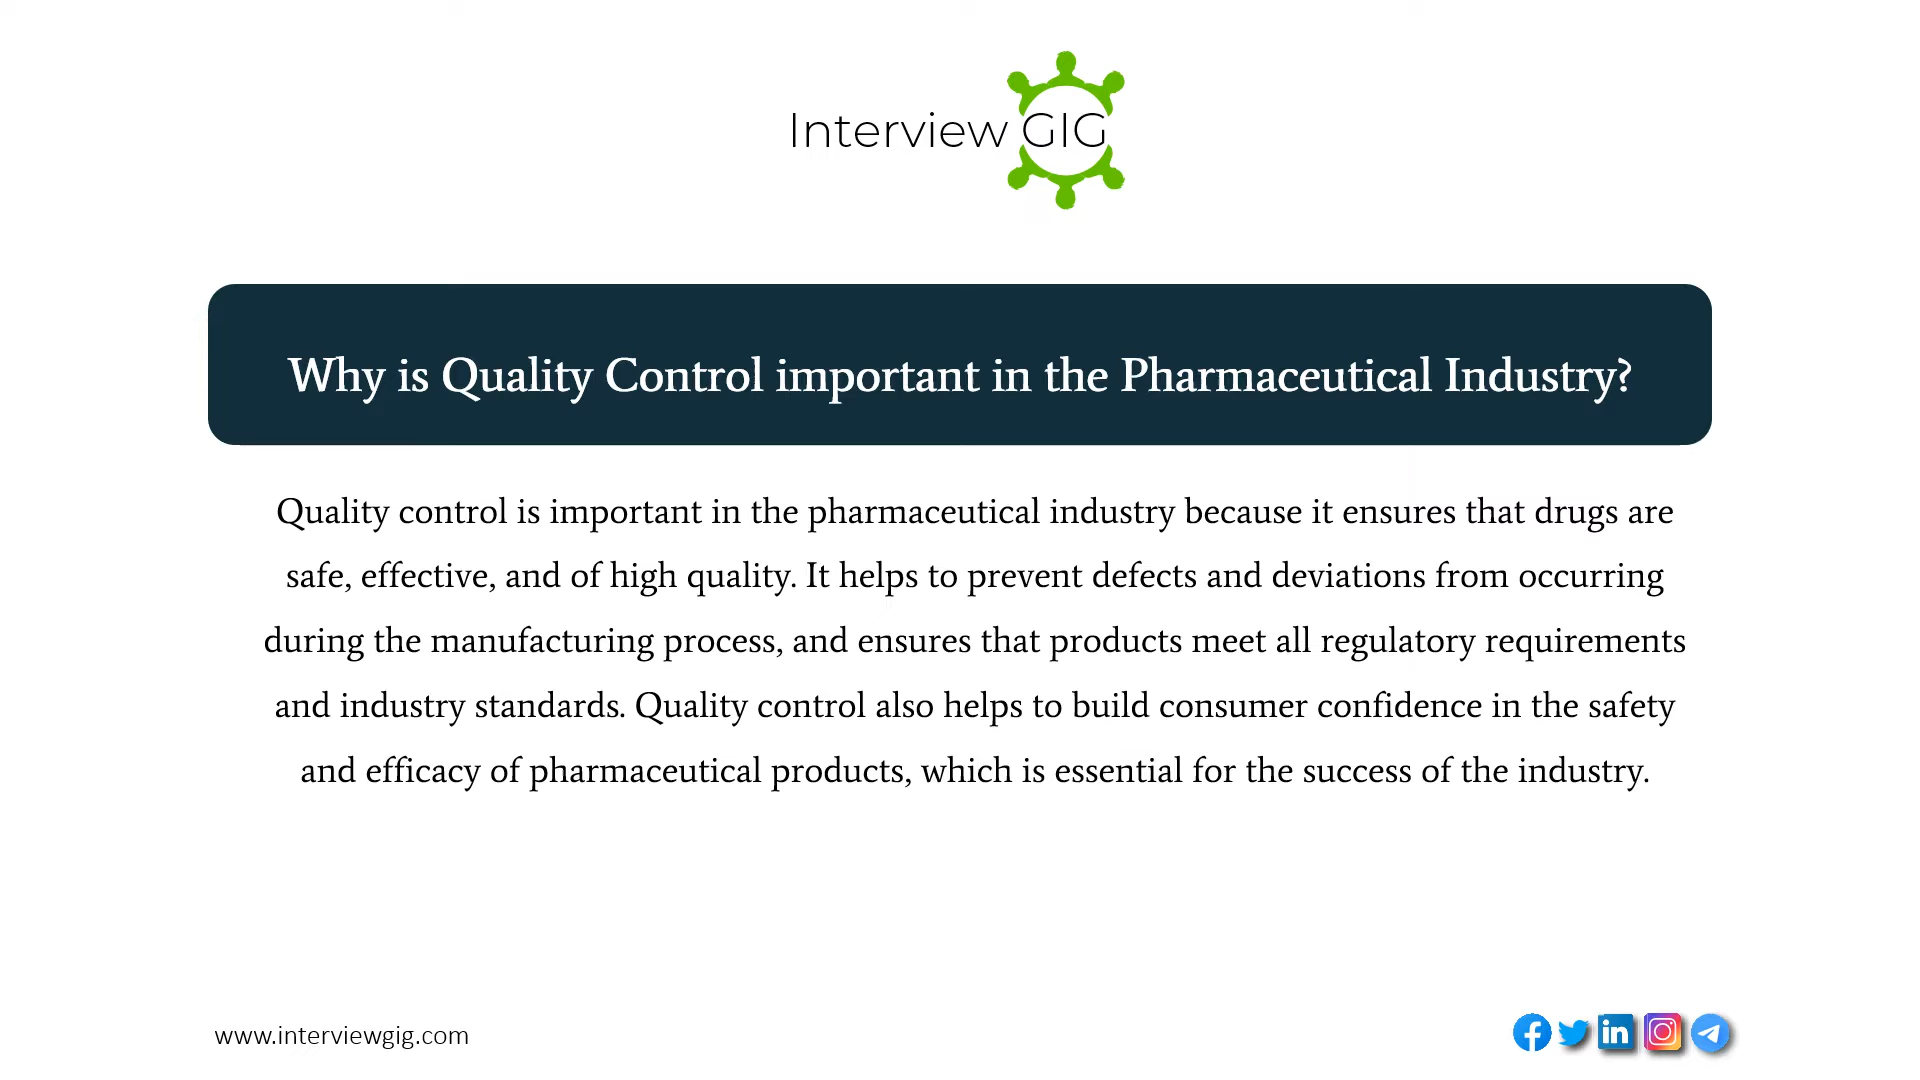 Interview GIG
Why is Quality Control important in the Pharmaceutical Industry?
Quality control is important in the pharmaceutical industry because it ensures that drugs are
safe, effective, and of high quality. It helps to prevent defects and deviations from occurring
during the manufacturing process, and ensures that products meet all regulatory requirements
and industry standards. Quality control also helps to build consumer confidence in the safety
and efficacy of pharmaceutical products, which is essential for the success of the industry.
www.interviewgig.com
in